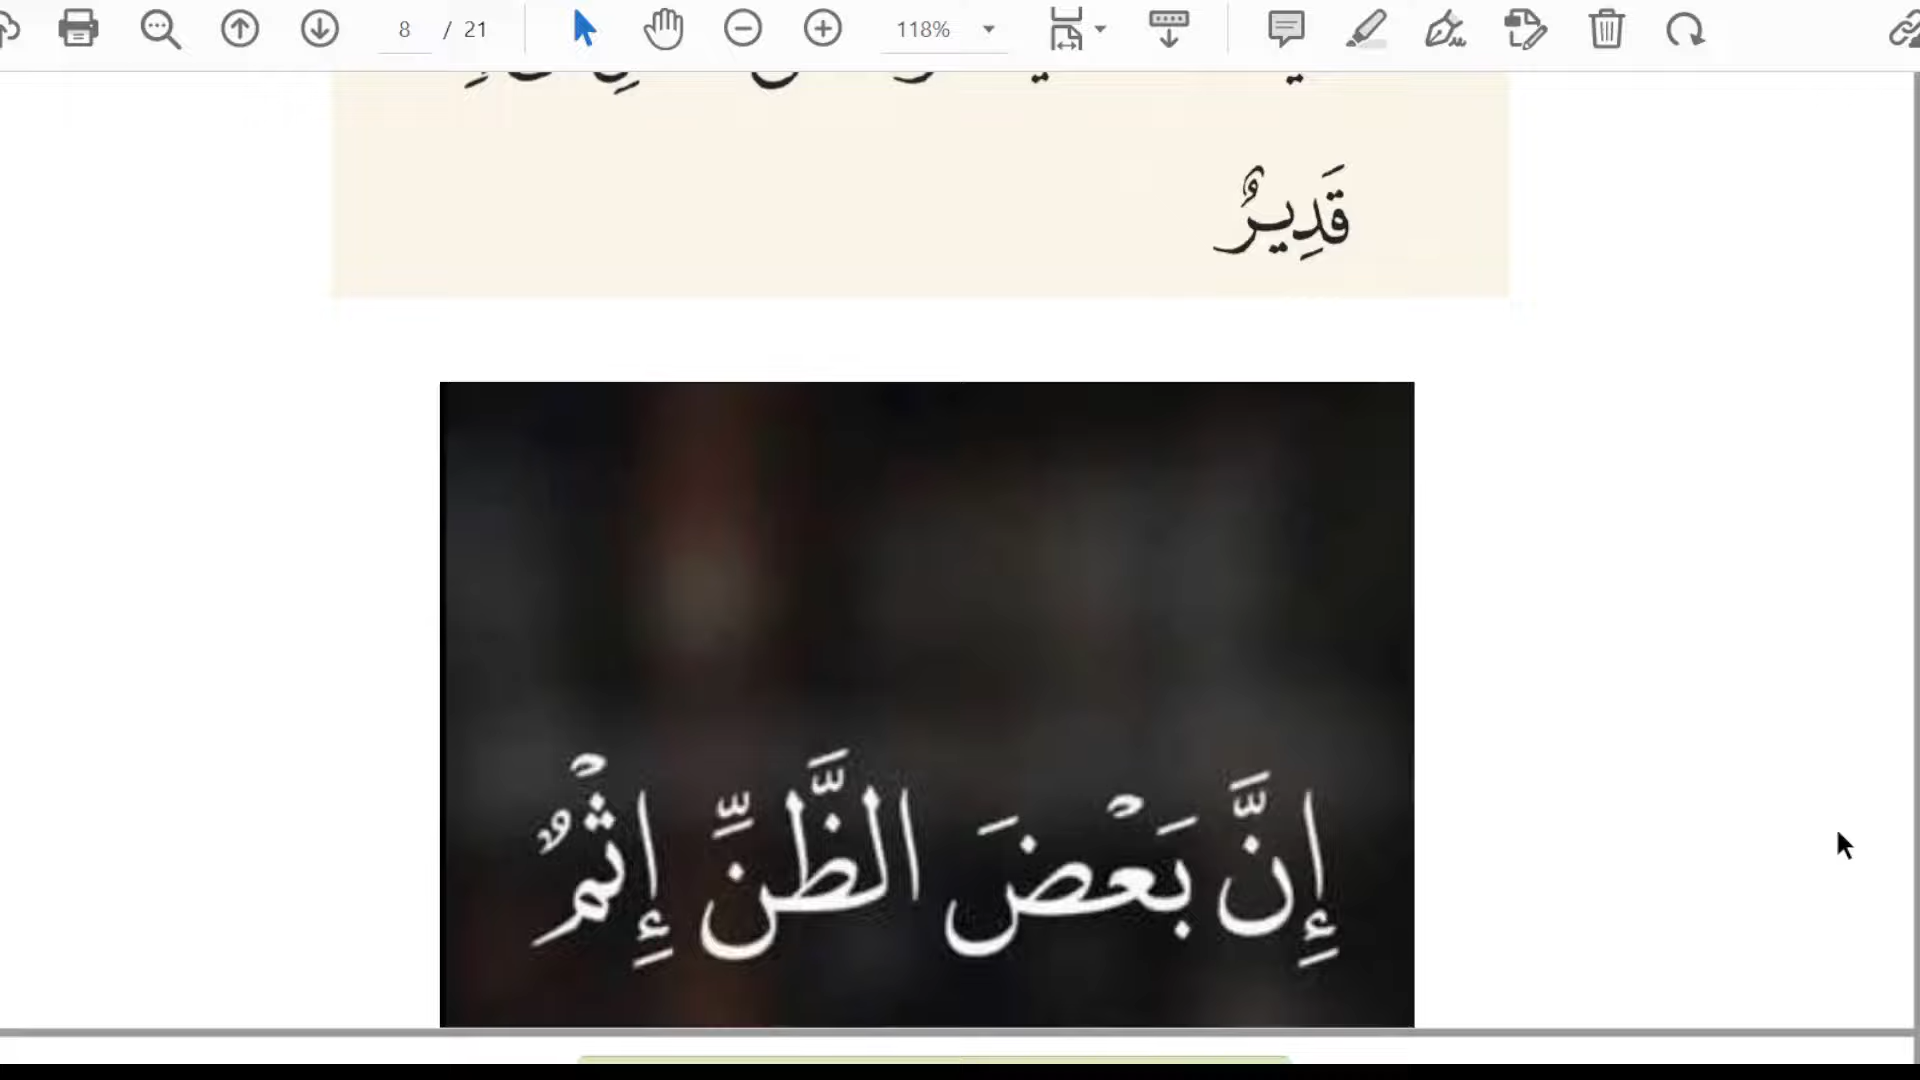 8 / 21
118%
قَدِيرٌ
إِنَّ بَعْضَ الظَّنِّ إِثْمٌ